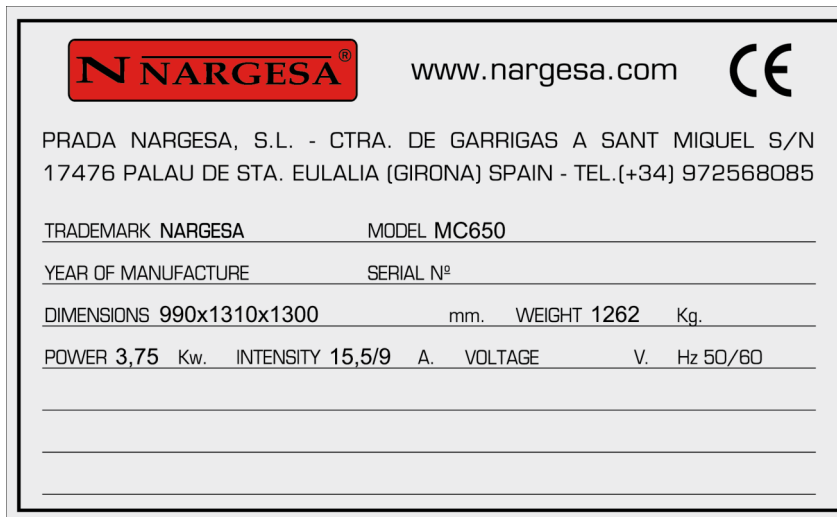 N NARGESA® www.nargesa.com CE
PRADA NARGESA, S.L. - CTRA. DE GARRIGAS A SANT MIQUEL S/N
17476 PALAU DE STA. EULALIA (GIRONA) SPAIN - TEL.(+34) 972568085
TRADEMARK NARGESA MODEL MC650
YEAR OF MANUFACTURE SERIAL Nº
DIMENSIONS 990x1310x1300 mm. WEIGHT 1262 Kg.
POWER 3,75 Kw. INTENSITY 15,5/9 A. VOLTAGE V. Hz 50/60